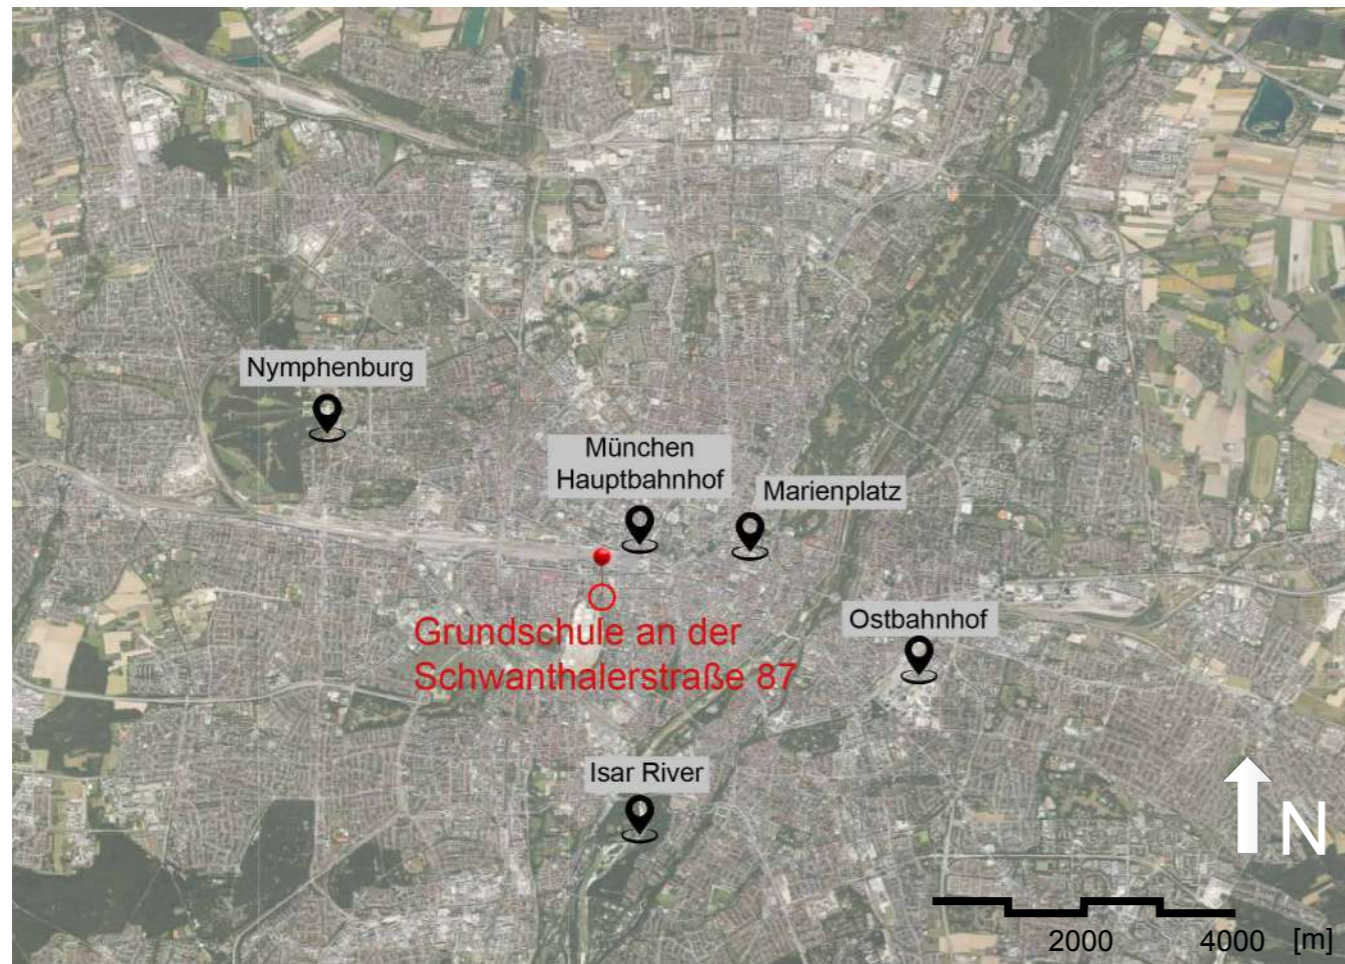 Nymphenburg
München
Hauptbahnhof
Marienplatz
Ostbahnhof
Grundschule an der
Schwanthalerstraße 87
Isar River
N
2000 4000 [m]